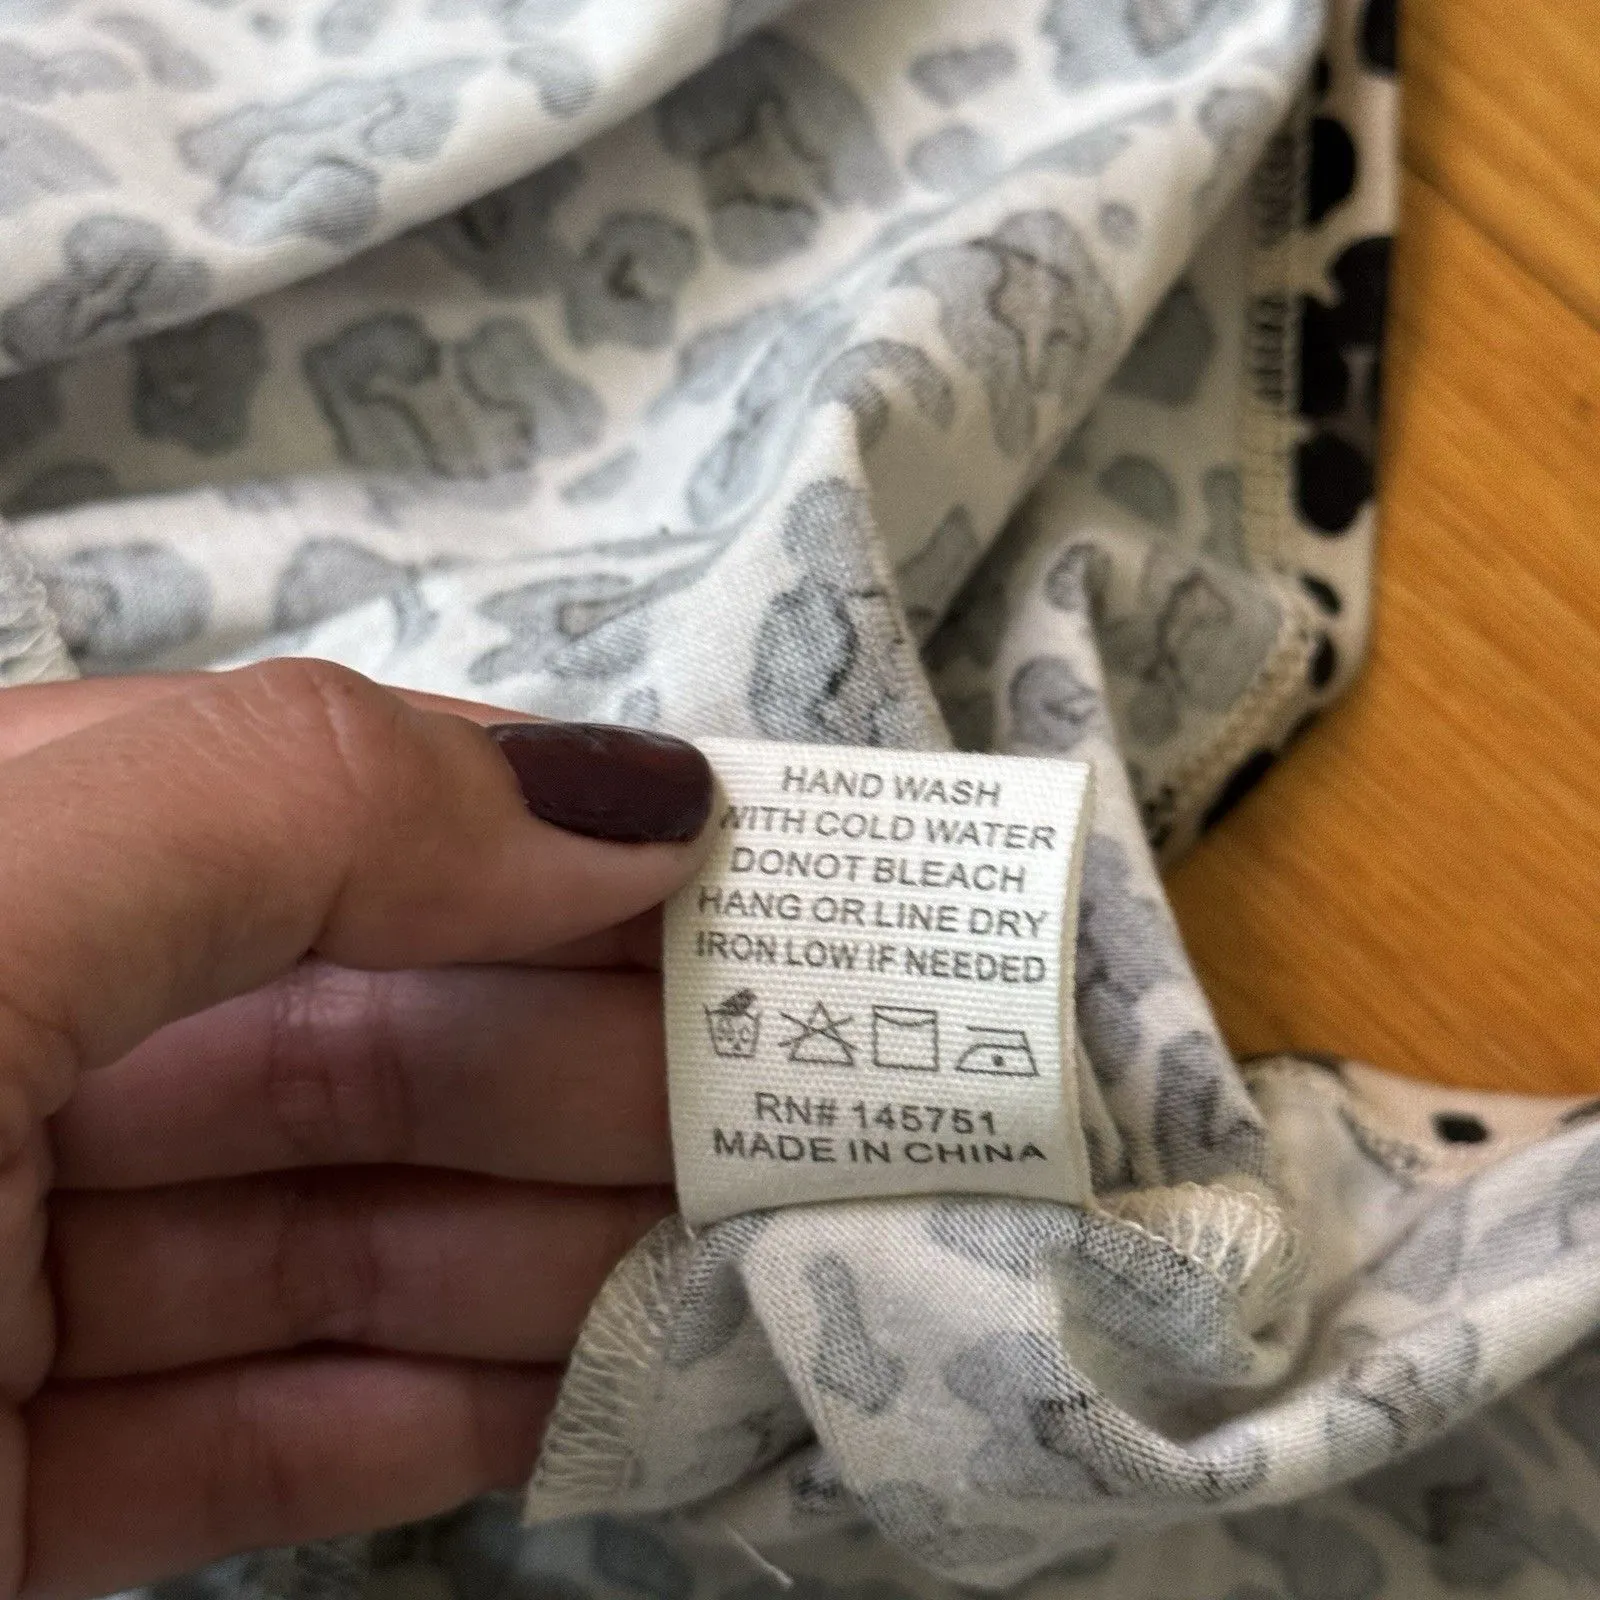 HAND WASH
WITH COLD WATER
DONOT BLEACH
HANG OR LINE DRY
IRON LOW IF NEEDED
RN# 145751
MADE IN CHINA